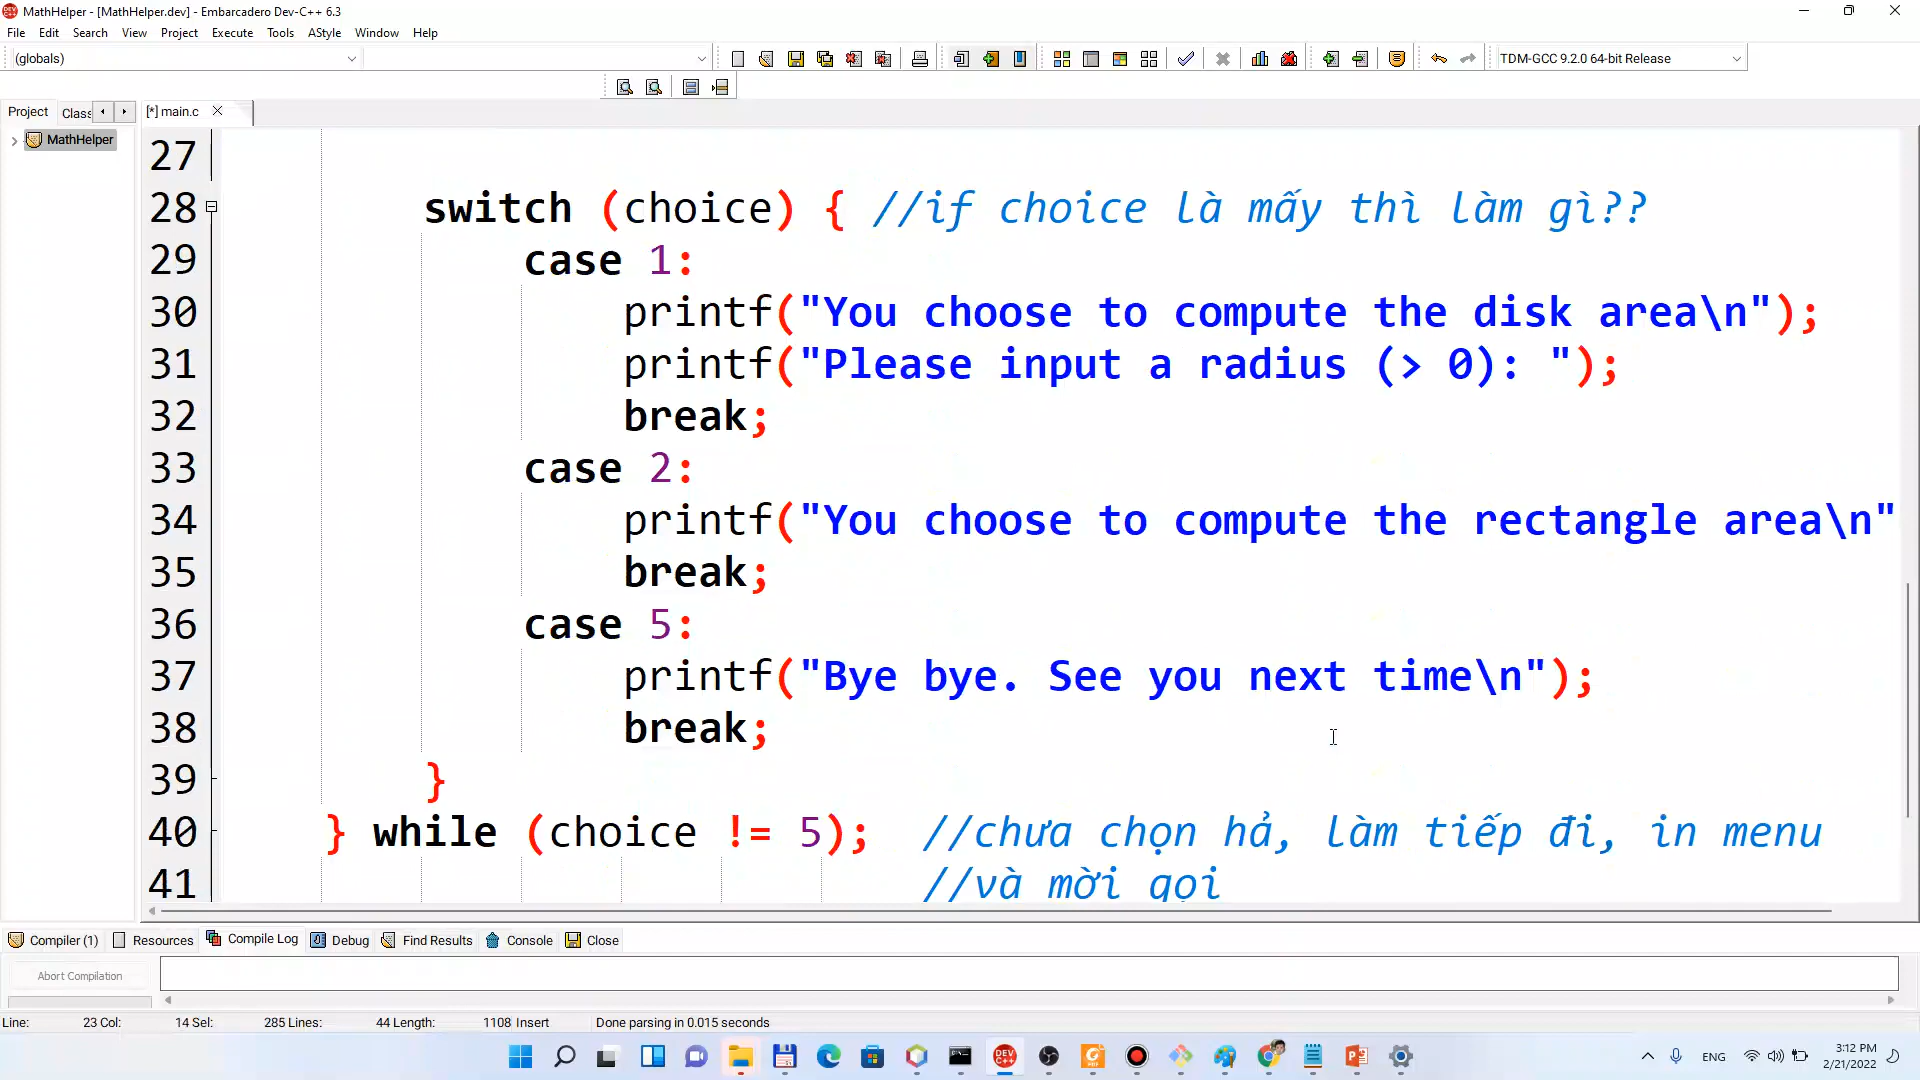 MathHelper - [MathHelper.dev] - Embarcadero Dev-C++ 6.3
File Edit Search View Project Execute Tools AStyle Window Help
(globals)
TDM-GCC 9.2.0 64-bit Release
Project Class
[*] main.c
MathHelper
27
28 switch (choice) { //if choice là mấy thì làm gì??
29 case 1:
30 printf("You choose to compute the disk area\n");
31 printf("Please input a radius (> 0): ");
32 break;
33 case 2:
34 printf("You choose to compute the rectangle area\n"
35 break;
36 case 5:
37 printf("Bye bye. See you next time\n");
38 break;
39 }
40 } while (choice != 5); //chưa chọn hả, làm tiếp đi, in menu
41 //và mời gọi
Compiler (1) Resources Compile Log Debug Find Results Console Close
Abort Compilation
Line: 23 Col: 14 Sel: 285 Lines: 44 Length: 1108 Insert Done parsing in 0.015 seconds
DEV C++
ENG
3:12 PM
2/21/2022